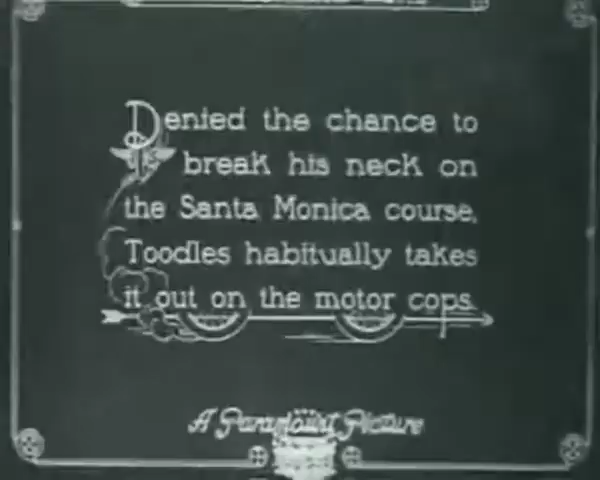 Denied the chance to
break his neck on
the Santa Monica course,
Toodles habitually takes
it out on the motor cops.
A Paramount Picture